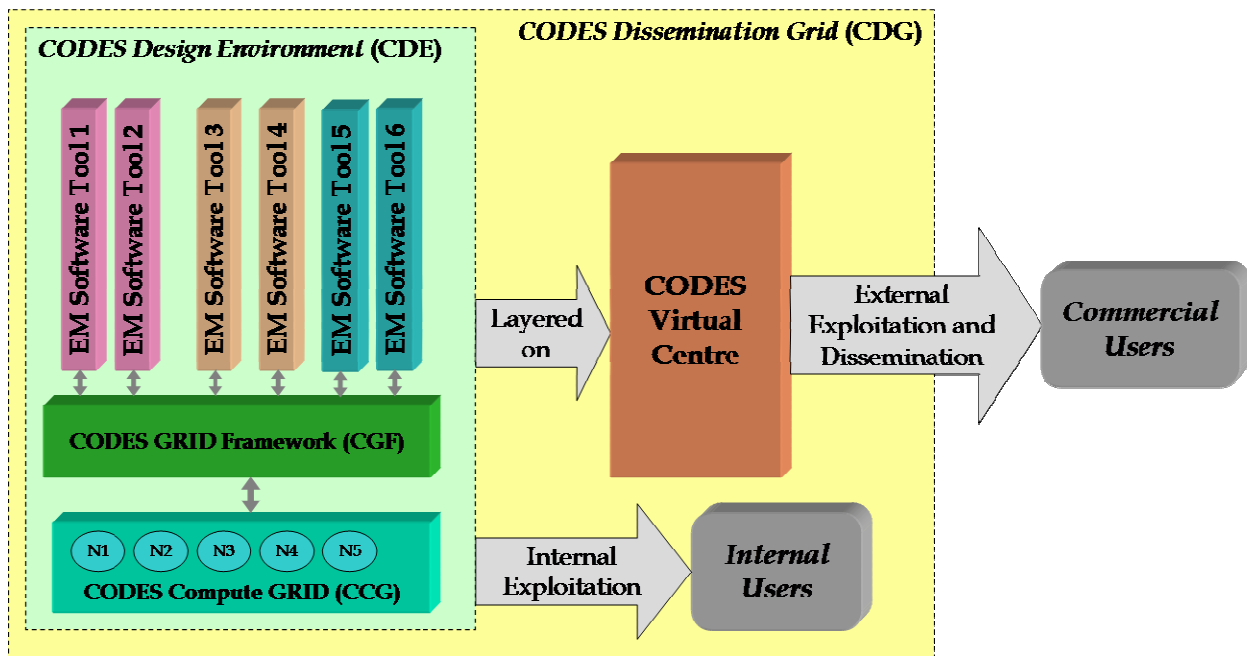 CODES Design Environment (CDE)
CODES Dissemination Grid (CDG)
EM Software Tool 1
EM Software Tool 2
EM Software Tool 3
EM Software Tool 4
EM Software Tool 5
EM Software Tool 6
CODES GRID Framework (CGF)
N1
N2
N3
N4
N5
CODES Compute GRID (CCG)
Layered
on
CODES
Virtual
Centre
External
Exploitation and
Dissemination
Commercial
Users
Internal
Exploitation
Internal
Users